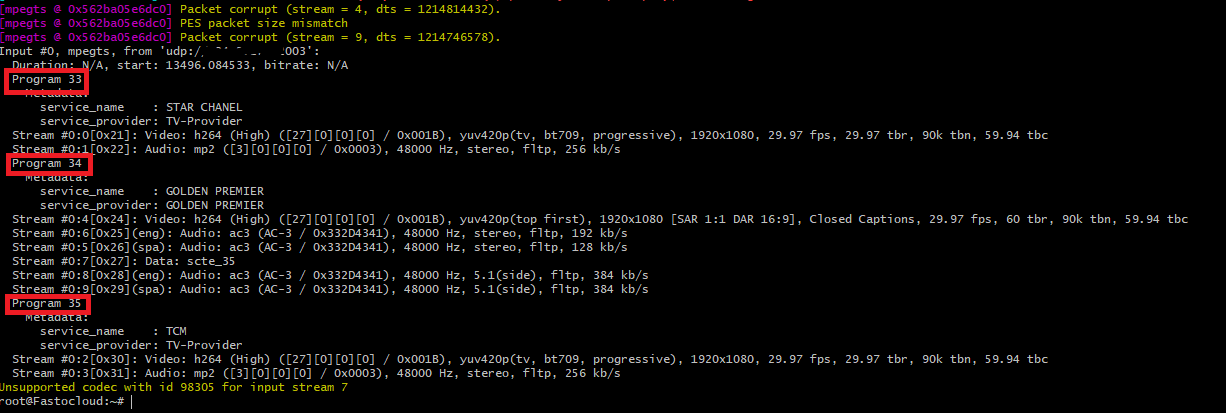 [mpegts @ 0x562ba05e6dc0] Packet corrupt (stream = 4, dts = 1214814432).
[mpegts @ 0x562ba05e6dc0] PES packet size mismatch
[mpegts @ 0x562ba05e6dc0] Packet corrupt (stream = 9, dts = 1214746578).
Input #0, mpegts, from 'udp:/ 003':
Duration: N/A, start: 13496.084533, bitrate: N/A
Program 33
Metadata:
service_name : STAR CHANEL
service_provider: TV-Provider
Stream #0:0[0x21]: Video: h264 (High) ([27][0][0][0] / 0x001B), yuv420p(tv, bt709, progressive), 1920x1080, 29.97 fps, 29.97 tbr, 90k tbn, 59.94 tbc
Stream #0:1[0x22]: Audio: mp2 ([3][0][0][0] / 0x0003), 48000 Hz, stereo, fltp, 256 kb/s
Program 34
Metadata:
service_name : GOLDEN PREMIER
service_provider: GOLDEN PREMIER
Stream #0:4[0x24]: Video: h264 (High) ([27][0][0][0] / 0x001B), yuv420p(top first), 1920x1080 [SAR 1:1 DAR 16:9], Closed Captions, 29.97 fps, 60 tbr, 90k tbn, 59.94 tbc
Stream #0:6[0x25](eng): Audio: ac3 (AC-3 / 0x332D4341), 48000 Hz, stereo, fltp, 192 kb/s
Stream #0:5[0x26](spa): Audio: ac3 (AC-3 / 0x332D4341), 48000 Hz, stereo, fltp, 128 kb/s
Stream #0:7[0x27]: Data: scte_35
Stream #0:8[0x28](eng): Audio: ac3 (AC-3 / 0x332D4341), 48000 Hz, 5.1(side), fltp, 384 kb/s
Stream #0:9[0x29](spa): Audio: ac3 (AC-3 / 0x332D4341), 48000 Hz, 5.1(side), fltp, 384 kb/s
Program 35
Metadata:
service_name : TCM
service_provider: TV-Provider
Stream #0:2[0x30]: Video: h264 (High) ([27][0][0][0] / 0x001B), yuv420p(tv, bt709, progressive), 1920x1080, 29.97 fps, 29.97 tbr, 90k tbn, 59.94 tbc
Stream #0:3[0x31]: Audio: mp2 ([3][0][0][0] / 0x0003), 48000 Hz, stereo, fltp, 256 kb/s
Unsupported codec with id 98305 for input stream 7
root@Fastocloud:~#